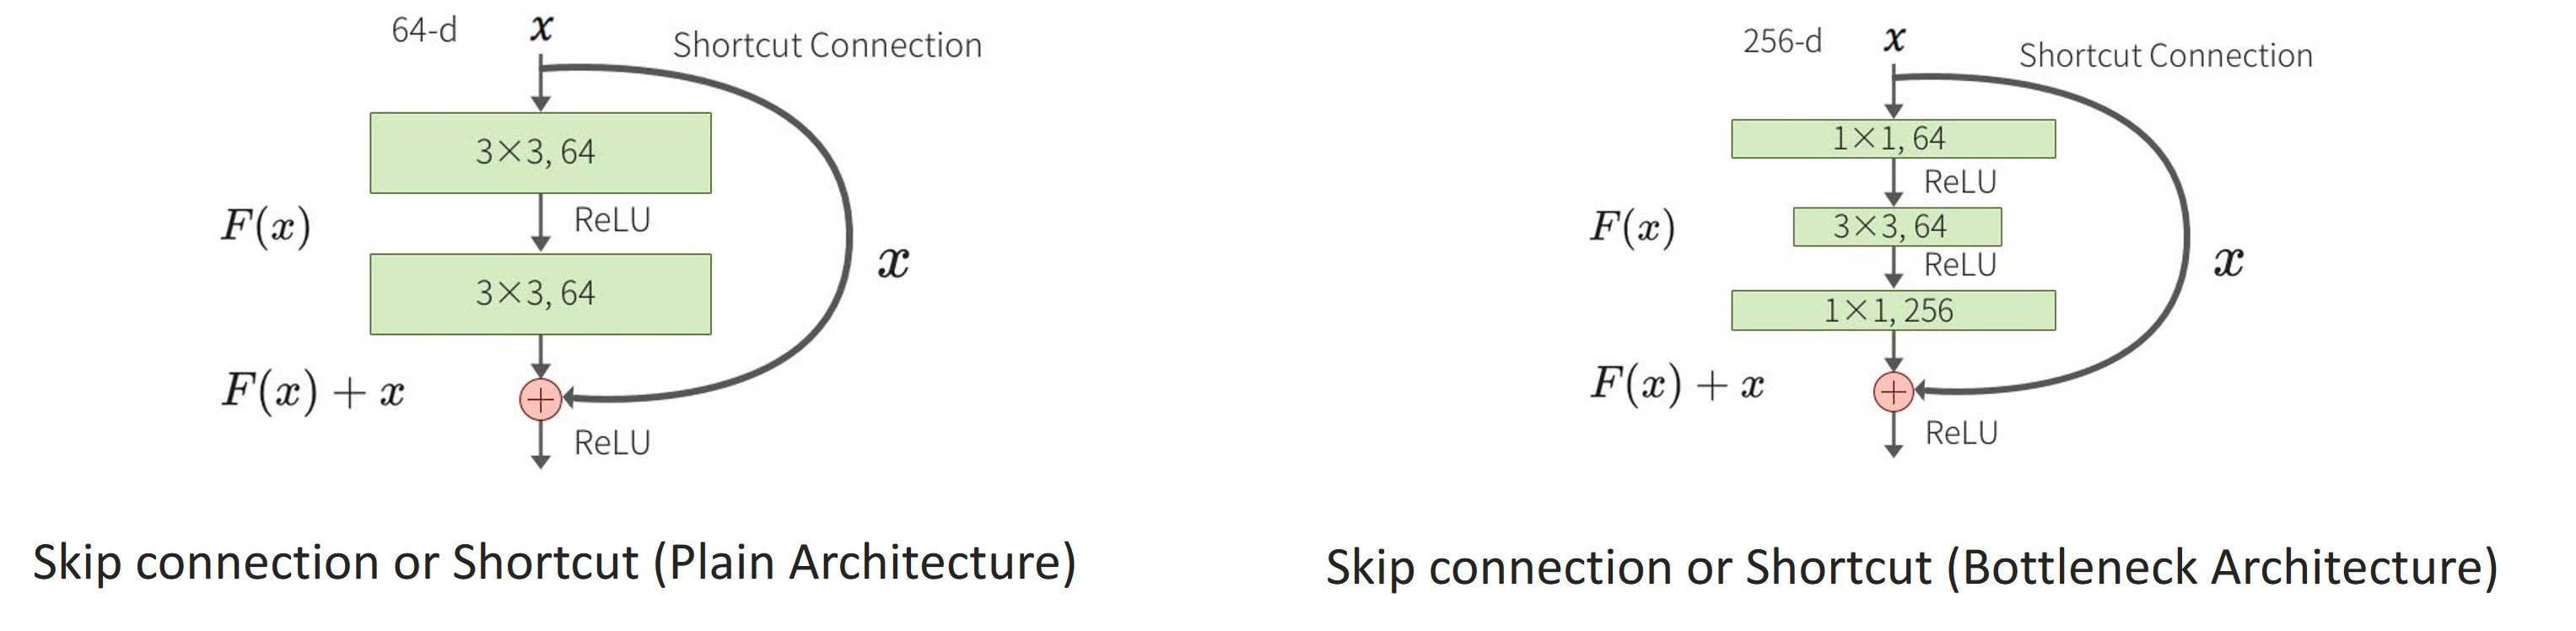 64-d
x
Shortcut Connection
3×3, 64
F(x)
ReLU
x
3×3, 64
F(x) + x
+
ReLU
Skip connection or Shortcut (Plain Architecture)
256-d
x
Shortcut Connection
1×1, 64
ReLU
F(x)
3×3, 64
ReLU
x
1×1, 256
F(x) + x
+
ReLU
Skip connection or Shortcut (Bottleneck Architecture)